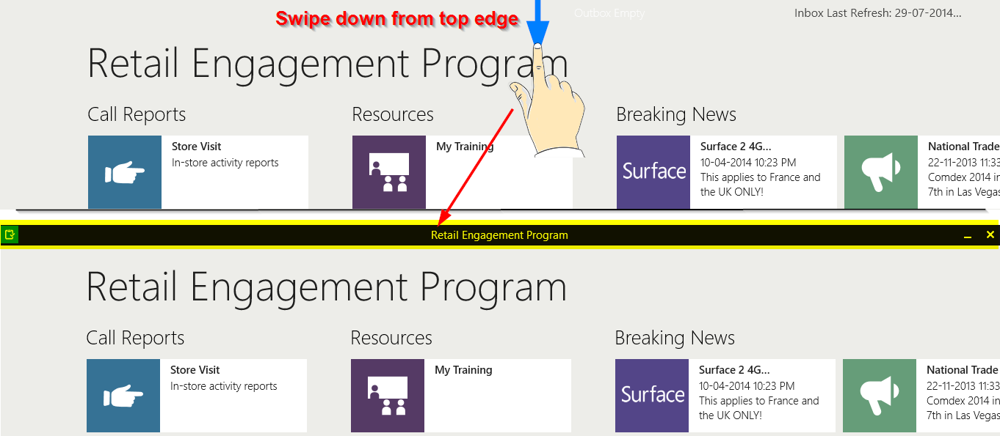 Swipe down from top edge
Outbox Empty
Inbox Last Refresh: 29-07-2014...
Retail Engagement Program
Call Reports
Resources
Breaking News
Store Visit
In-store activity reports
My Training
Surface
Surface 2 4G...
10-04-2014 10:23 PM
This applies to France and
the UK ONLY!
National Trade
22-11-2013 11:33
Comdex 2014 in
7th in Las Vegas
Retail Engagement Program
Retail Engagement Program
Call Reports
Resources
Breaking News
Store Visit
In-store activity reports
My Training
Surface
Surface 2 4G...
10-04-2014 10:23 PM
This applies to France and
the UK ONLY!
National Trade
22-11-2013 11:33
Comdex 2014 in
7th in Las Vegas